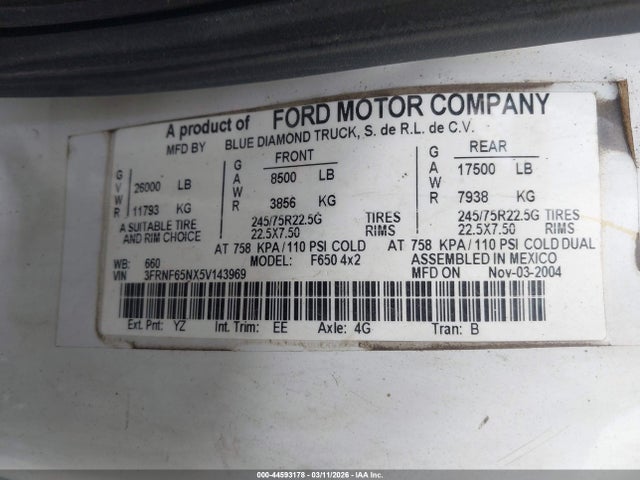 A product of FORD MOTOR COMPANY
MFD BY BLUE DIAMOND TRUCK, S. de R.L. de C.V.
GVWR 26000 LB 11793 KG
FRONT GAWR 8500 LB 3856 KG
REAR GAWR 17500 LB 7938 KG
A SUITABLE TIRE AND RIM CHOICE
245/75R22.5G TIRES 245/75R22.5G TIRES
22.5X7.50 RIMS 22.5X7.50 RIMS
AT 758 KPA/110 PSI COLD AT 758 KPA/110 PSI COLD DUAL
WB: 660 MODEL: F650 4x2 ASSEMBLED IN MEXICO
VIN 3FRNF65NX5V143969 MFD ON Nov-03-2004
Ext. Pnt: YZ Int. Trim: EE Axle: 4G Tran: B
000-44593178 - 03/11/2026 - IAA Inc.